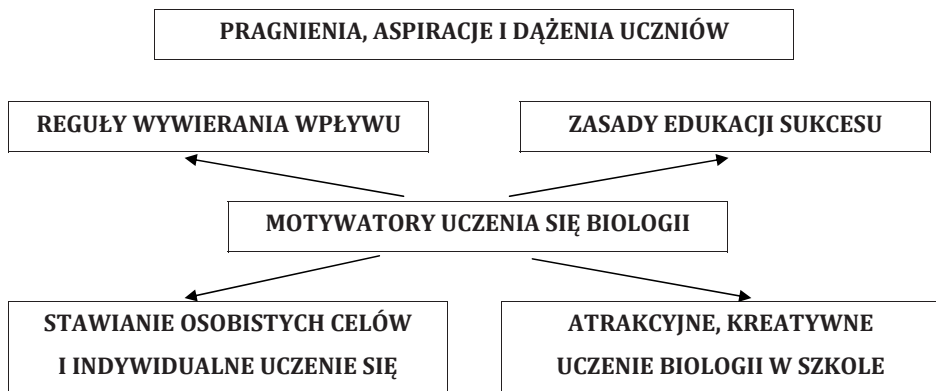 PRAGNIENIA, ASPIRACJE I DĄŻENIA UCZNIÓW
REGUŁY WYWIERANIA WPŁYWU
ZASADY EDUKACJI SUKCESU
MOTYWATORY UCZENIA SIĘ BIOLOGII
STAWIANIE OSOBISTYCH CELÓW
I INDYWIDUALNE UCZENIE SIĘ
ATRAKCYJNE, KREATYWNE
UCZENIE BIOLOGII W SZKOLE